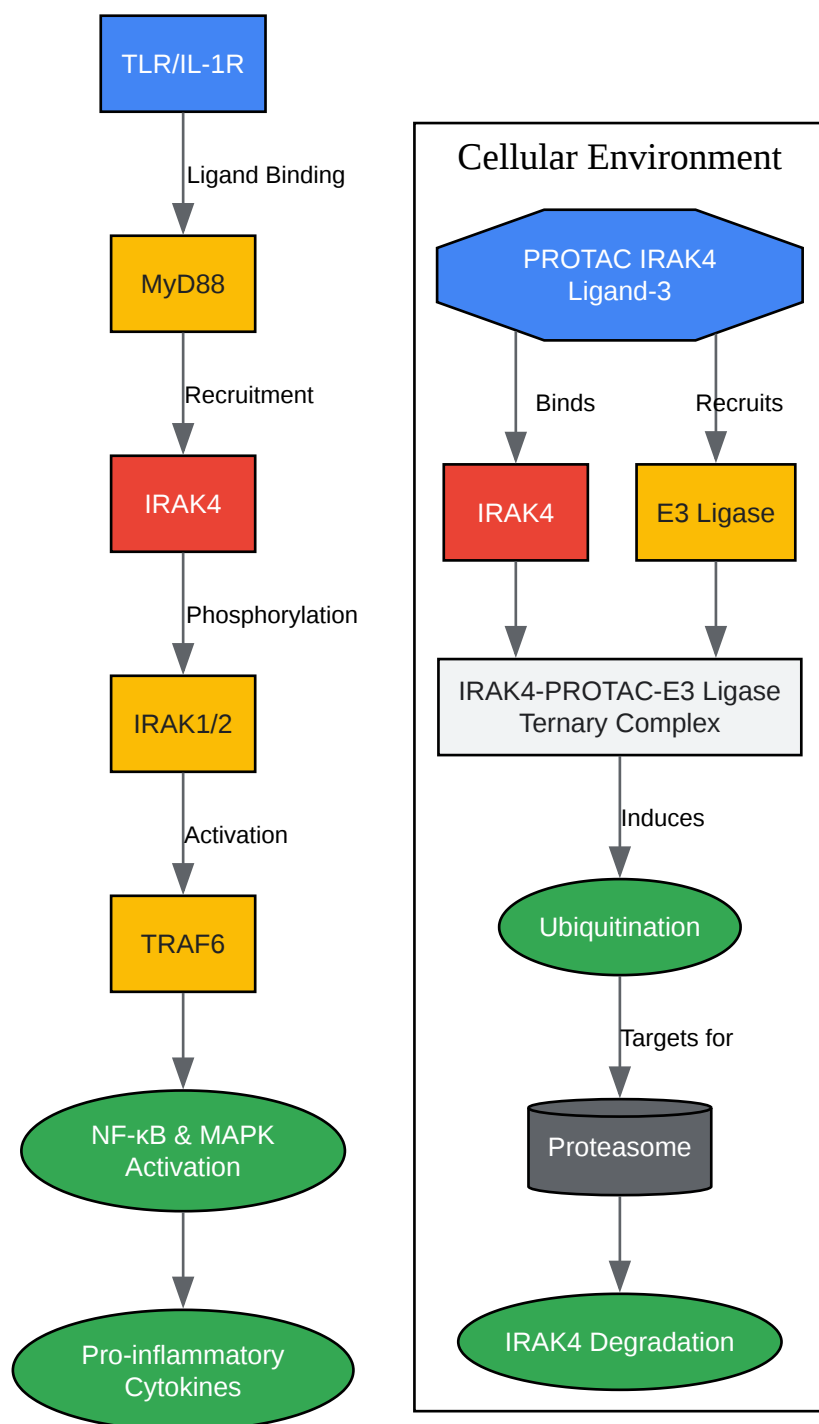 TLR/IL-1R
Ligand Binding
MyD88
Recruitment
IRAK4
Phosphorylation
IRAK1/2
Activation
TRAF6
NF-κB & MAPK
Activation
Pro-inflammatory
Cytokines
Cellular Environment
PROTAC IRAK4
Ligand-3
Binds
Recruits
IRAK4
E3 Ligase
IRAK4-PROTAC-E3 Ligase
Ternary Complex
Induces
Ubiquitination
Targets for
Proteasome
IRAK4 Degradation